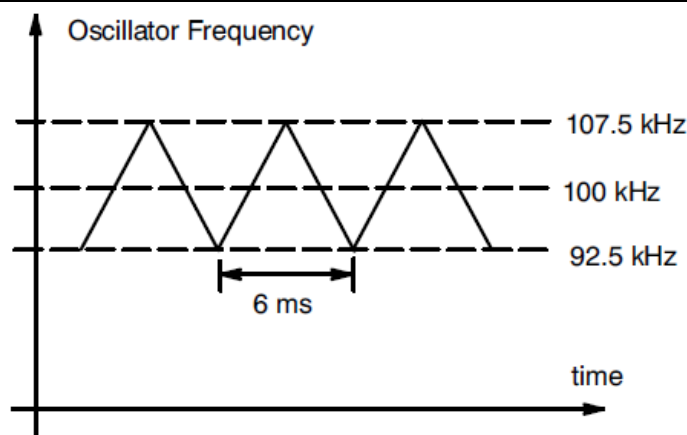 Oscillator Frequency
107.5 kHz
100 kHz
92.5 kHz
6 ms
time